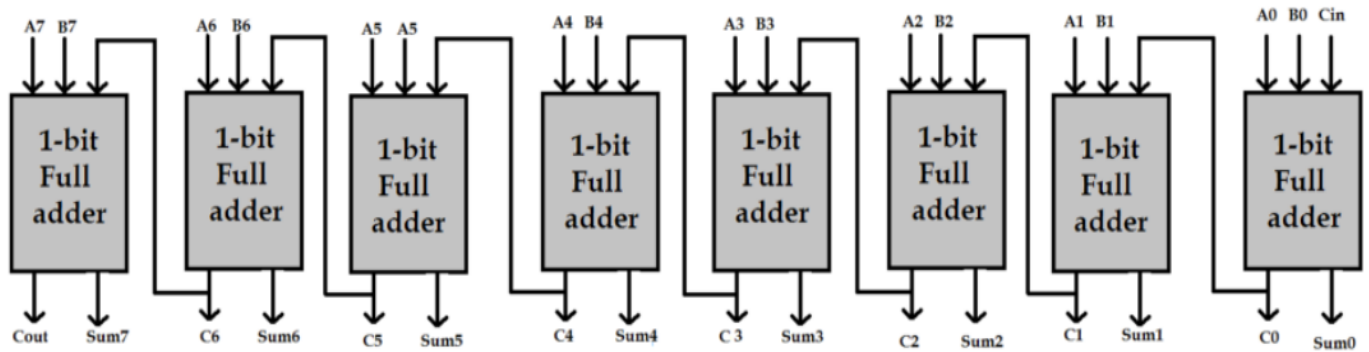 A7 B7 A6 B6 A5 A5 A4 B4 A3 B3 A2 B2 A1 B1 A0 B0 Cin
1-bit 1-bit 1-bit 1-bit 1-bit 1-bit 1-bit 1-bit
Full Full Full Full Full Full Full Full
adder adder adder adder adder adder adder adder
Cout Sum7 C6 Sum6 C5 Sum5 C4 Sum4 C 3 Sum3 C2 Sum2 C1 Sum1 C0 Sum0